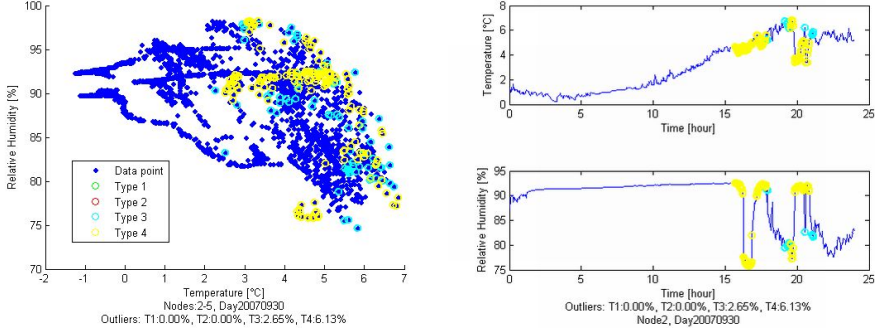 100
95
90
85
80
75
70
Relative Humidity [%]
Data point
Type 1
Type 2
Type 3
Type 4
-2
-1
0
1
2
3
4
5
6
7
Temperature [°C]
Nodes:2-5, Day20070930
Outliers: T1:0.00%, T2:0.00%, T3:2.65%, T4:6.13%
8
6
4
2
0
Temperature [°C]
0
5
10
15
20
25
Time [hour]
95
90
85
80
75
Relative Humidity [%]
0
5
10
15
20
25
Time [hour]
Outliers: T1:0.00%, T2:0.00%, T3:2.65%, T4:6.13%
Node2, Day20070930